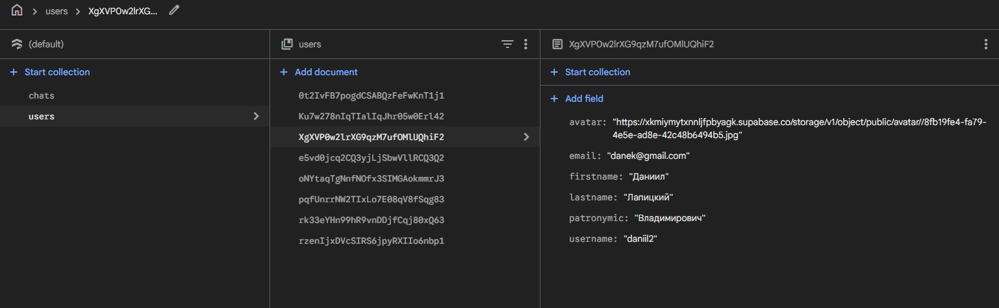 users XgXVP0w2lrXG...
(default)
users
XgXVP0w2lrXG9qzM7ufOMlUQhiF2
+ Start collection
+ Add document
+ Start collection
chats
users
0t2IvFB7pogdCSABQzFeFwKnT1j1
Ku7w278nIqTIalIqJhr05w0Erl42
XgXVP0w2lrXG9qzM7ufOMlUQhiF2
e5vd0jcq2CQ3yjLjSbwVllRCQ3Q2
oNYtaqTgNnfNOfx3SIMGAokmmrJ3
pqfUnrrNW2TIxLo7E08qV8fSqg83
rk33eYHn99hR9vnDDjfCqj80xQ63
rzenIjxDVcSIRS6jpyRXIIo6nbp1
+ Add field
avatar: "https://xkmiymytxnnljfpbyagk.supabase.co/storage/v1/object/public/avatar//8fb19fe4-fa79-
4e5e-ad8e-42c48b6494b5.jpg"
email: "danek@gmail.com"
firstname: "Даниил"
lastname: "Лапицкий"
patronymic: "Владимирович"
username: "daniil2"